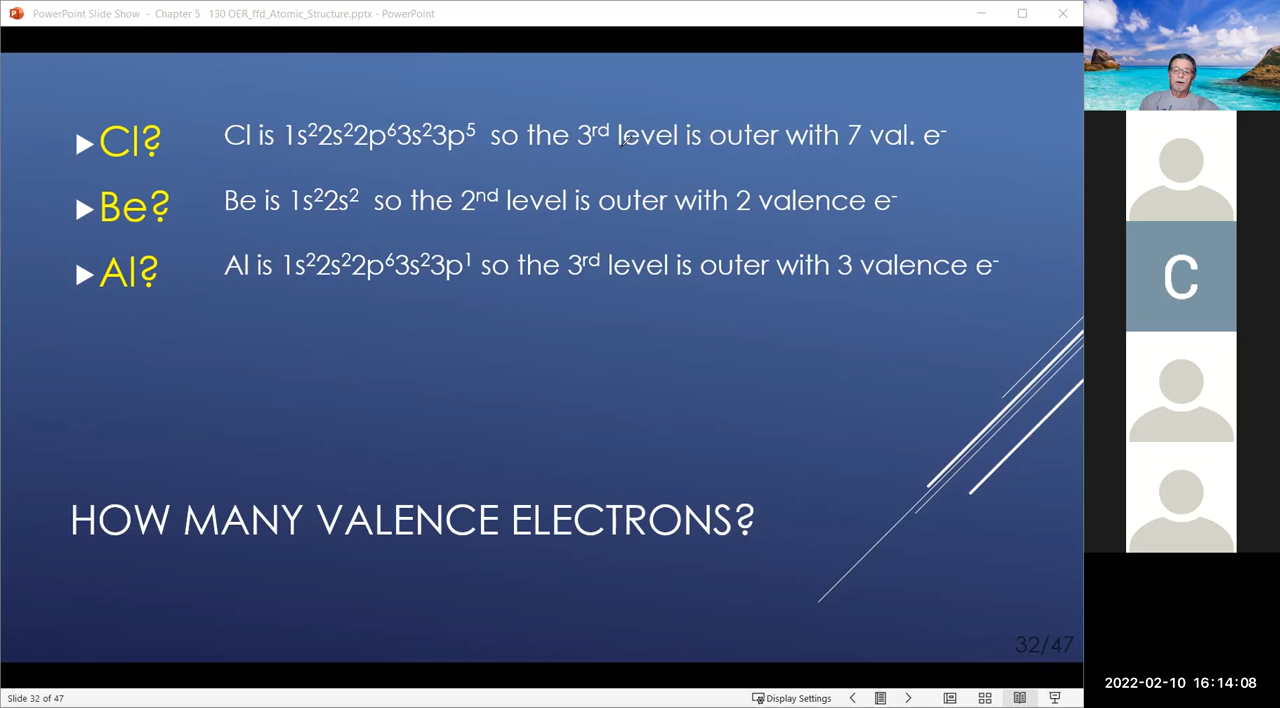 PowerPoint Slide Show - Chapter 5 130 OER_ffd_Atomic_Structure.pptx - PowerPoint
Cl? Cl is 1s²2s²2p⁶3s²3p⁵ so the 3ʳᵈ level is outer with 7 val. e⁻
Be? Be is 1s²2s² so the 2ⁿᵈ level is outer with 2 valence e⁻
Al? Al is 1s²2s²2p⁶3s²3p¹ so the 3ʳᵈ level is outer with 3 valence e⁻
HOW MANY VALENCE ELECTRONS?
32/47
C
Slide 32 of 47
Display Settings
2022-02-10 16:14:08